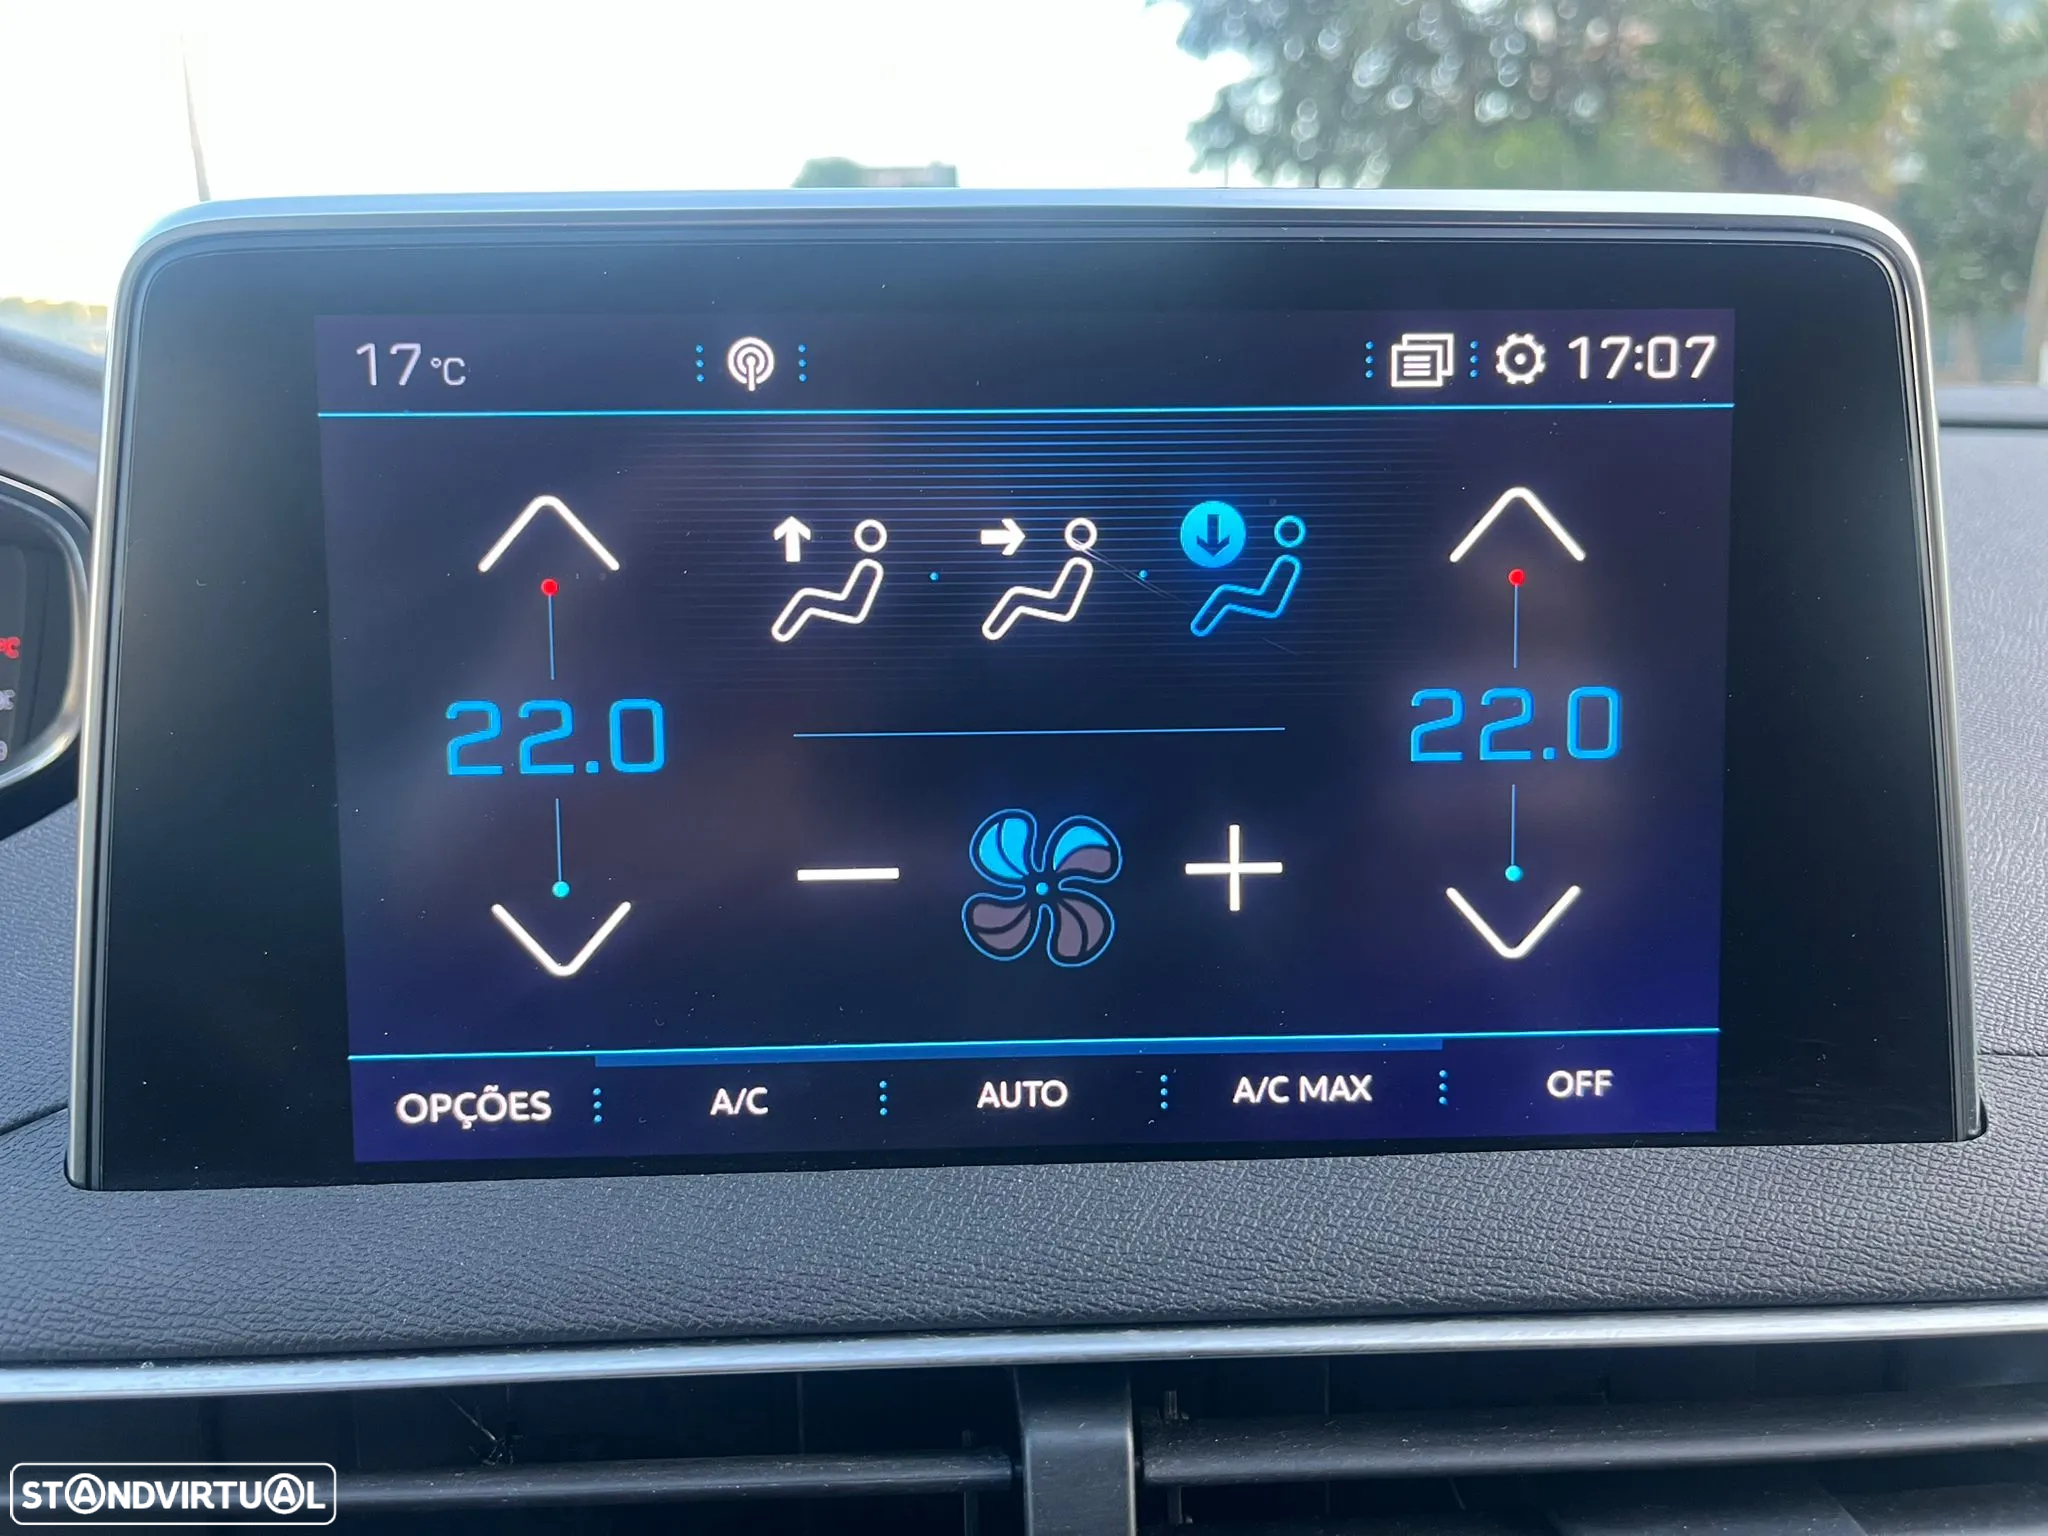 17 °C 17:07
22.0 22.0
OPÇÕES A/C AUTO A/C MAX OFF
STANDVIRTUAL